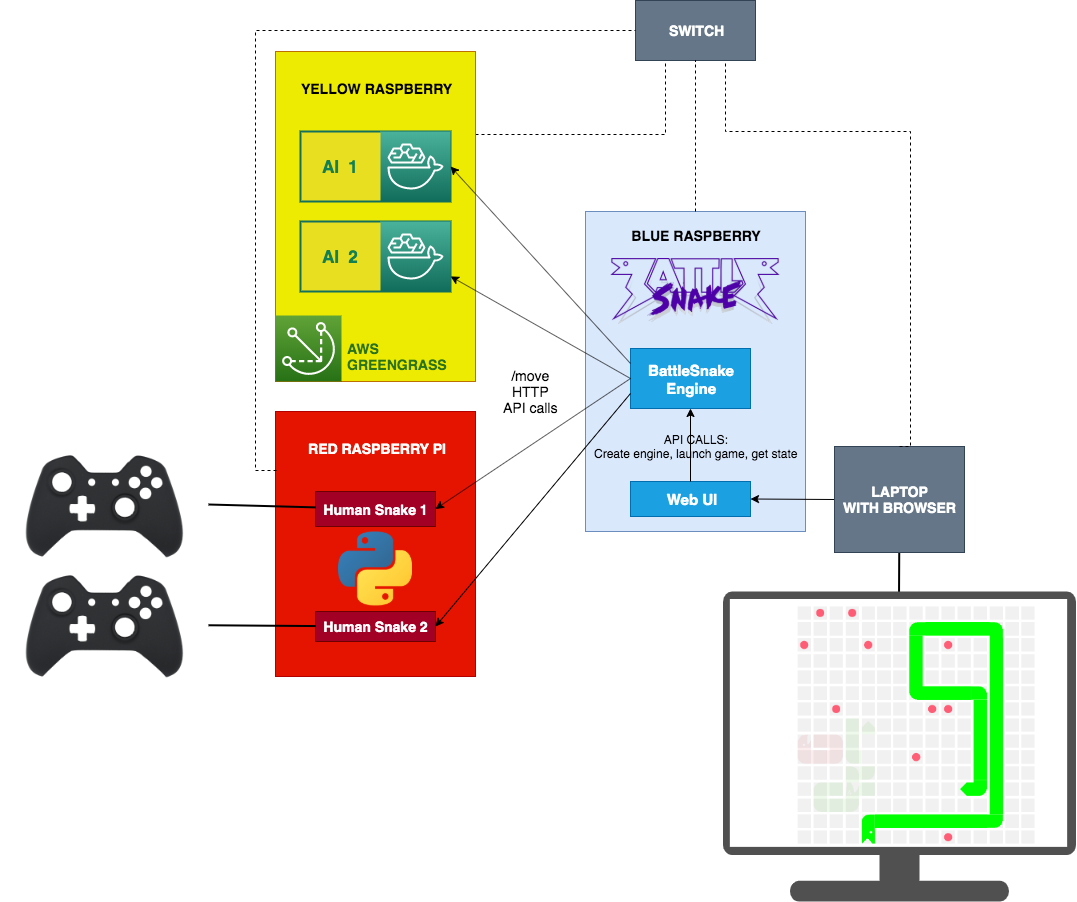 SWITCH
YELLOW RASPBERRY
AI 1
AI 2
AWS
GREENGRASS
BLUE RASPBERRY
BATTLE
SNAKE
BattleSnake
Engine
/move
HTTP
API calls
API CALLS:
Create engine, launch game, get state
Web UI
RED RASPBERRY PI
Human Snake 1
Human Snake 2
LAPTOP
WITH BROWSER